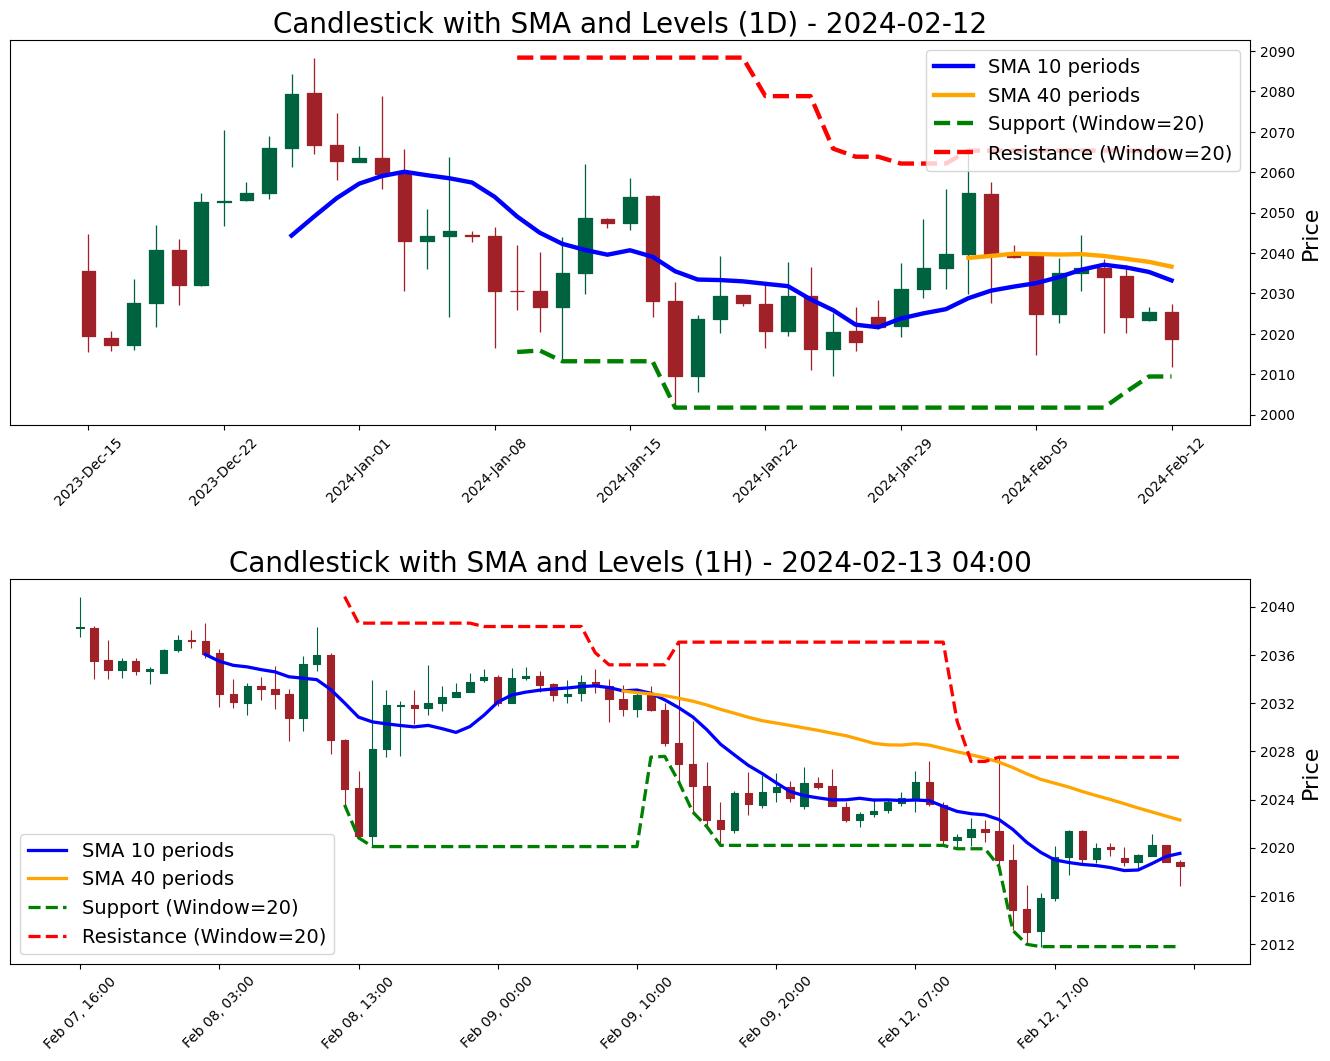 Candlestick with SMA and Levels (1D) - 2024-02-12
SMA 10 periods
SMA 40 periods
Support (Window=20)
Resistance (Window=20)
2090
2080
2070
2060
2050
2040
2030
2020
2010
2000
Price
2023-Dec-15
2023-Dec-22
2024-Jan-01
2024-Jan-08
2024-Jan-15
2024-Jan-22
2024-Jan-29
2024-Feb-05
2024-Feb-12
Candlestick with SMA and Levels (1H) - 2024-02-13 04:00
2040
2036
2032
2028
2024
2020
2016
2012
Price
SMA 10 periods
SMA 40 periods
Support (Window=20)
Resistance (Window=20)
Feb 07, 16:00
Feb 08, 03:00
Feb 08, 13:00
Feb 09, 00:00
Feb 09, 10:00
Feb 09, 20:00
Feb 12, 07:00
Feb 12, 17:00